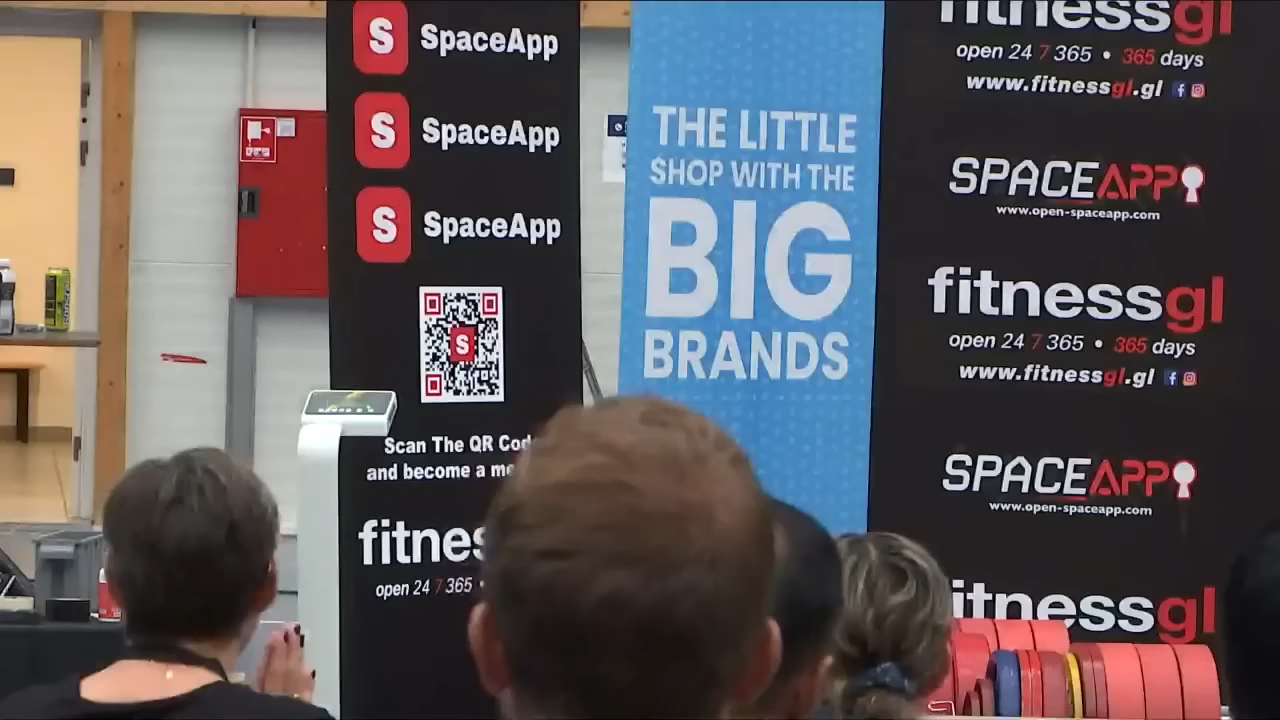 SpaceApp
SpaceApp
SpaceApp
S
S
S
S
Scan The QR Code
and become a
fitnes
open 24 7 365
THE LITTLE
SHOP WITH THE
BIG
BRANDS
fitnessgl
open 24 7 365 • 365 days
www.fitnessgl.gl
SPACEAPP
www.open-spaceapp.com
fitnessgl
open 24 7 365 • 365 days
www.fitnessgl.gl
SPACEAPP
www.open-spaceapp.com
fitnessgl